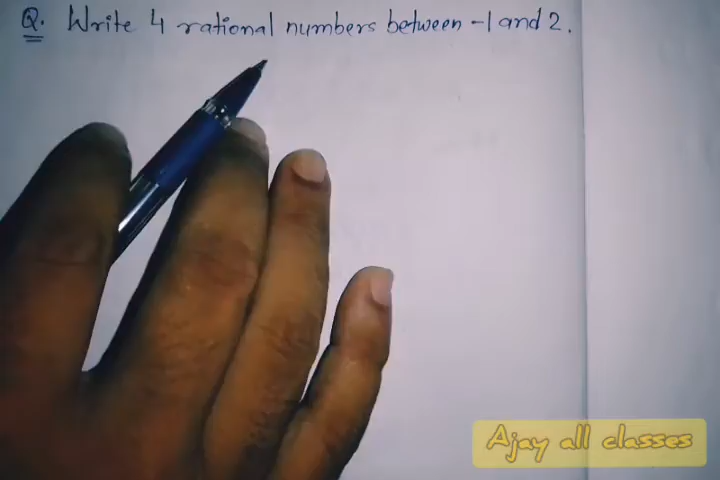 Q. Write 4 rational numbers between -1 and 2.
Ajay all classes